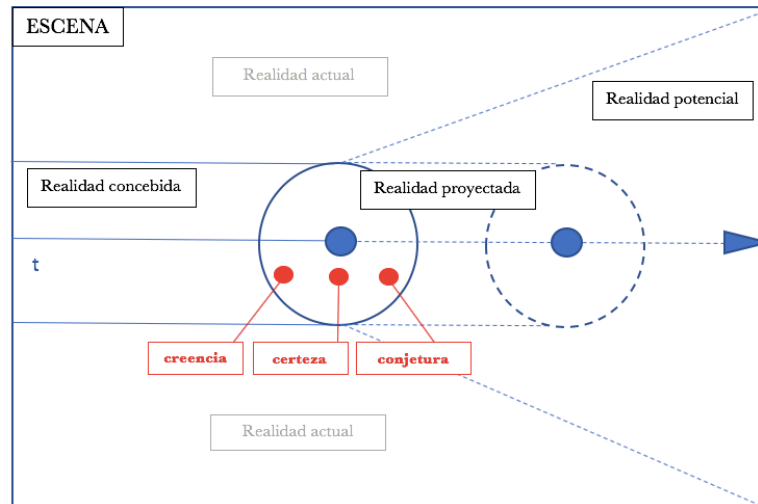 ESCENA
Realidad actual
Realidad potencial
Realidad concebida
Realidad proyectada
t
creencia
certeza
conjetura
Realidad actual